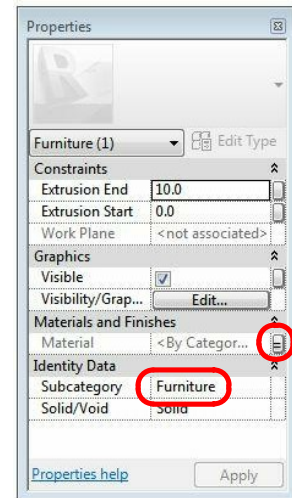 Properties
Furniture (1) Edit Type
Constraints
Extrusion End 10.0
Extrusion Start 0.0
Work Plane <not associated>
Graphics
Visible
Visibility/Grap... Edit...
Materials and Finishes
Material <By Categor... =
Identity Data
Subcategory Furniture
Solid/Void Solid
Properties help Apply